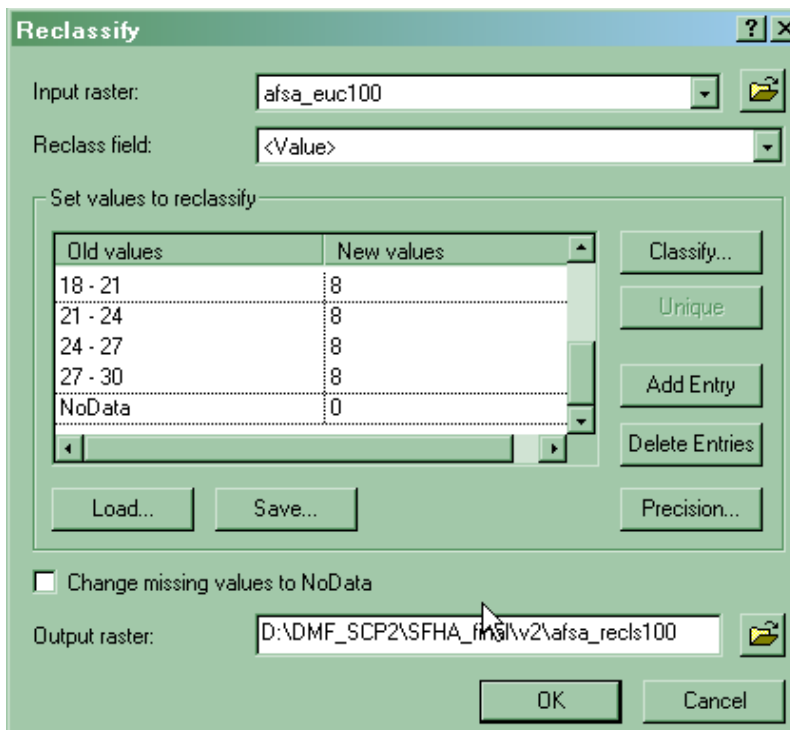 Reclassify
Input raster: afsa_euc100
Reclass field: <Value>
Set values to reclassify
Old values New values
18 - 21 8
21 - 24 8
24 - 27 8
27 - 30 8
NoData 0
Classify...
Unique
Add Entry
Delete Entries
Load... Save... Precision...
Change missing values to NoData
Output raster: D:\DMF_SCP2\SFHA_final\v2\afsa_recls100
OK Cancel